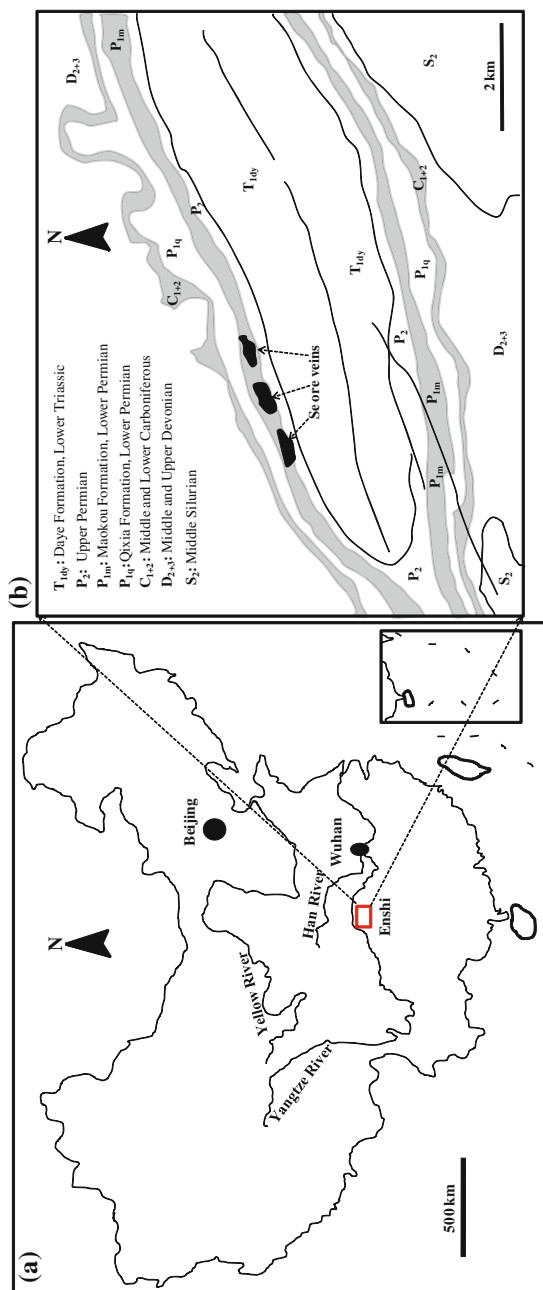 (a)
N
Beijing
Wuhan
Han River
Yellow River
Enshi
Yangtze River
500 km
(b)
T1dy: Daye Formation, Lower Triassic
P2: Upper Permian
P1m: Maokou Formation, Lower Permian
P1q: Qixia Formation, Lower Permian
C1+2: Middle and Lower Carboniferous
D2+3: Middle and Upper Devonian
S2: Middle Silurian
N
D2+3
P1m
C1+2
P1q
P2
T1dy
Se ore veins
T1dy
P2
S2
C1+2
P1q
P1m
P1m
P2
D2+3
S2
2 km